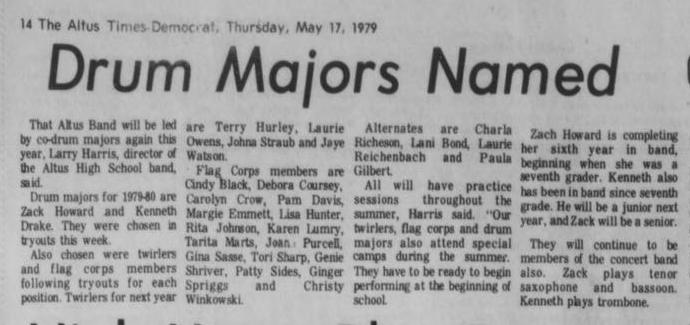 14 The Altus Times-Democrat, Thursday, May 17, 1979
Drum Majors Named
That Altus Band will be led
by co-drum majors again this
year, Larry Harris, director of
the Altus High School band,
said.
Drum majors for 1979-80 are
Zack Howard and Kenneth
Drake. They were chosen in
tryouts this week.
Also chosen were twirlers
and flag corps members
following tryouts for each
position. Twirlers for next year
are Terry Hurley, Laurie
Owens, Johna Straub and Jaye
Watson.
Flag Corps members are
Cindy Black, Debora Coursey,
Carolyn Crow, Pam Davis,
Margie Emmett, Lisa Hunter,
Rita Johnson, Karen Lumry,
Tarita Marts, Joan Purcell,
Gina Sasse, Tori Sharp, Genie
Shriver, Patty Sides, Ginger
Spriggs and Christy
Winkowski.
Alternates are Charla
Richeson, Lani Bond, Laurie
Reichenbach and Paula
Gilbert.
All will have practice
sessions throughout the
summer, Harris said. "Our
twirlers, flag corps and drum
majors also attend special
camps during the summer.
They have to be ready to begin
performing at the beginning of
school.
Zach Howard is completing
her sixth year in band,
beginning when she was a
seventh grader. Kenneth also
has been in band since seventh
grade. He will be a junior next
year, and Zack will be a senior.
They will continue to be
members of the concert band
also. Zack plays tenor
saxophone and bassoon.
Kenneth plays trombone.